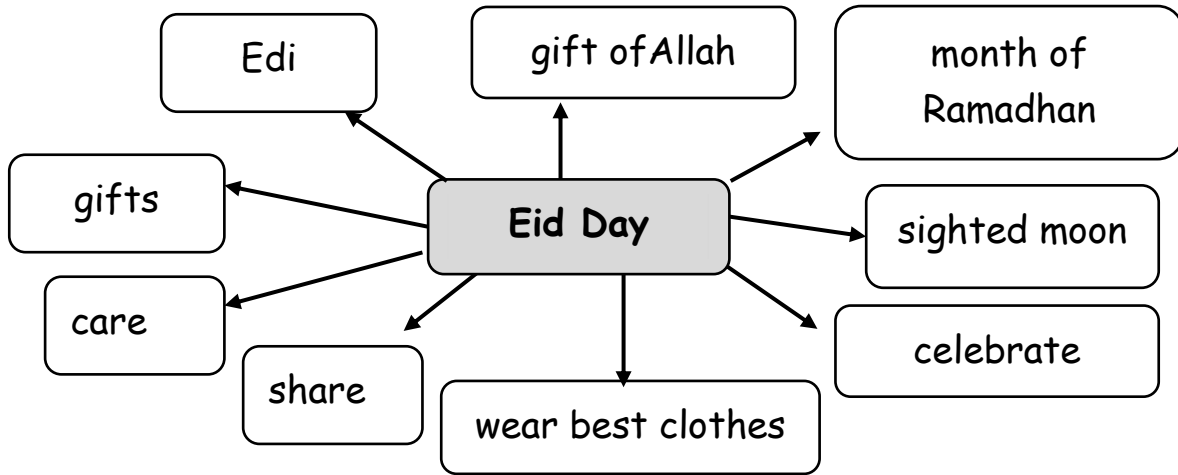 Edi
gift ofAllah
month of
Ramadhan
gifts
Eid Day
sighted moon
care
celebrate
share
wear best clothes